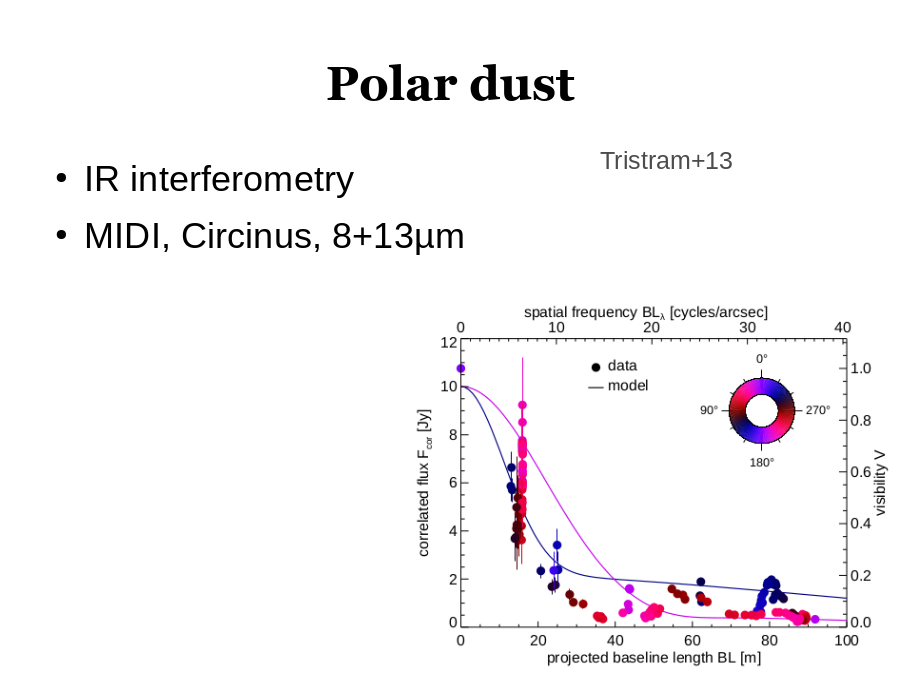 Polar dust
Tristram+13
• IR interferometry
• MIDI, Circinus, 8+13µm
spatial frequency BLλ [cycles/arcsec]
0 10 20 30 40
12
10
8
6
4
2
0
correlated flux Fcor [Jy]
data
model
0°
90°
270°
180°
1.0
0.8
0.6
0.4
0.2
0.0
visibility V
0 20 40 60 80 100
projected baseline length BL [m]